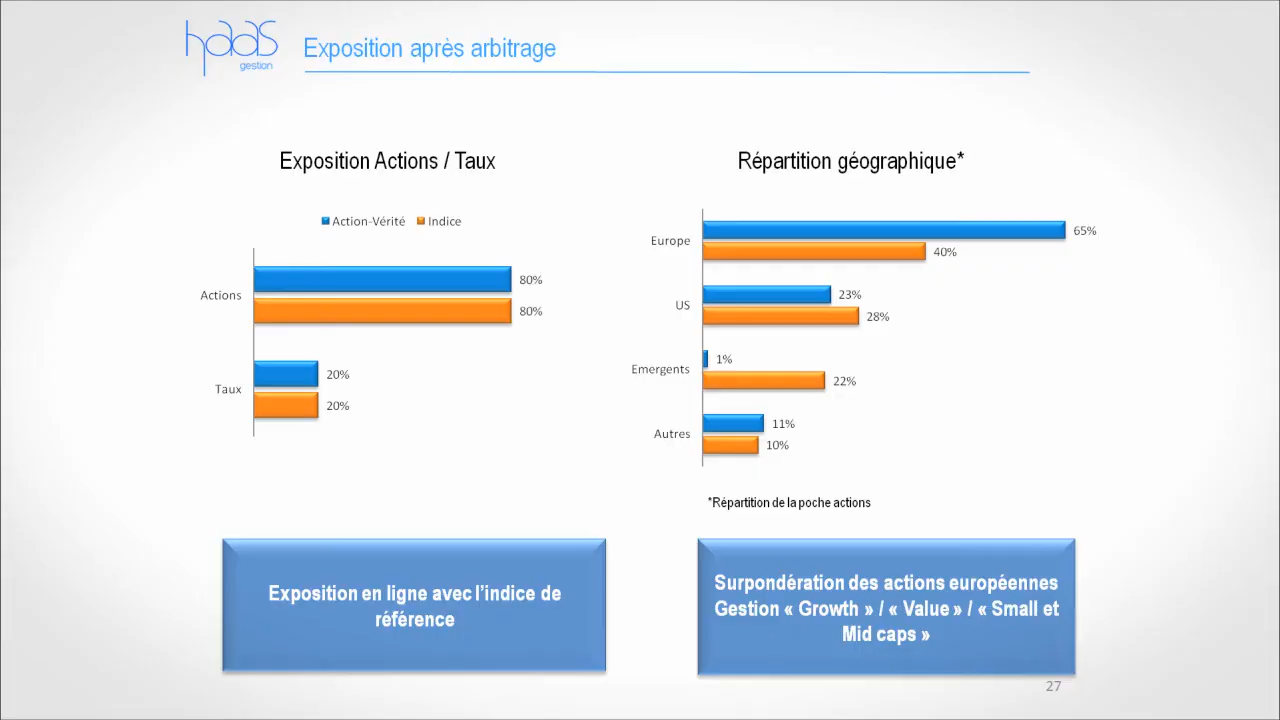 haas
gestion
Exposition après arbitrage
Exposition Actions / Taux
Action-Vérité
Indice
Actions
80%
80%
Taux
20%
20%
Répartition géographique*
Europe
65%
40%
US
23%
28%
Emergents
1%
22%
Autres
11%
10%
*Répartition de la poche actions
Exposition en ligne avec l'indice de
référence
Surpondération des actions européennes
Gestion « Growth » / « Value » / « Small et
Mid caps »
27